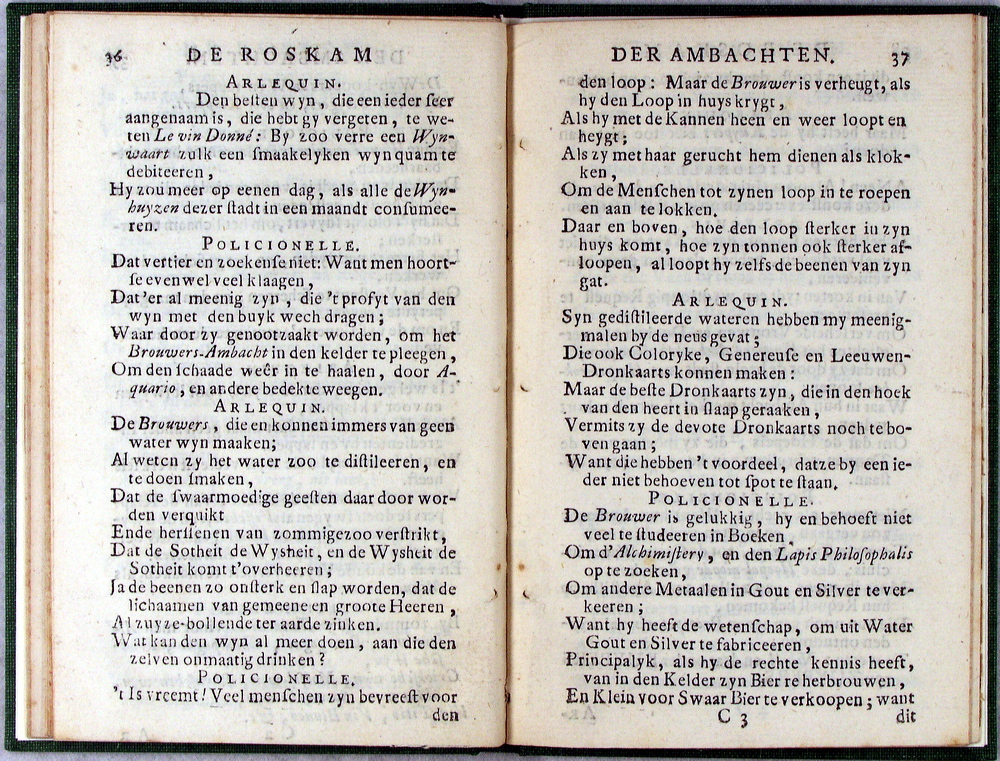 36 DE ROSKAM
ARLEQUIN.
Den beſten wyn, die een ieder ſeer
aangenaam is, die hebt gy vergeten, te we-
ten Le vin Donné: By zoo verre een Wyn-
waart zulk een ſmaakelyken wyn quam te
debiteeren,
Hy zou meer op eenen dag, als alle de Wyn-
huyzen dezer ſtadt in een maandt conſumee-
ren.
POLICIONELLE.
Dat vertier en zoekenſe niet: Want men hoort-
ſe evenwel veel klaagen,
Dat 'er al meenig zyn, die 't profyt van den
wyn met den buyk wech dragen;
Waar door zy genootzaakt worden, om het
Brouwers-Ambacht in den kelder te pleegen,
Om den ſchaade weêr in te haalen, door A-
quario, en andere bedekte weegen.
ARLEQUIN.
De Brouwers, die en konnen immers van geen
water wyn maaken;
Al weten zy het water zoo te diſtileeren, en
te doen ſmaken,
Dat de ſwaarmoedige geeſten daar door wor-
den verquikt
Ende herſſenen van zommige zoo verſtrikt,
Dat de Sotheit de Wysheit, en de Wysheit de
Sotheit komt t'overheeren;
Ja de beenen zo onſterk en ſlap worden, dat de
lichaamen van gemeene en groote Heeren,
Al zuyze-bollende ter aarde zinken.
Wat kan den wyn al meer doen, aan die den
zelven onmaatig drinken?
POLICIONELLE.
't Is vreemt! Veel menſchen zyn bevreeſt voor
den
DER AMBACHTEN. 37
den loop: Maar de Brouwer is verheugt, als
hy den Loop in huys krygt,
Als hy met de Kannen heen en weer loopt en
heygt;
Als zy met haar gerucht hem dienen als klok-
ken,
Om de Menſchen tot zynen loop in te roepen
en aan te lokken.
Daar en boven, hoe den loop ſterker in zyn
huys komt, hoe zyn tonnen ook ſterker af-
loopen, al loopt hy zelfs de beenen van zyn
gat.
ARLEQUIN.
Syn gediſtileerde wateren hebben my meenig-
malen by de neus gevat;
Die ook Coloryke, Genereuſe en Leeuwen-
Dronkaarts konnen maken:
Maar de beſte Dronkaarts zyn, die in den hoek
van den heert in ſlaap geraaken,
Vermits zy de devote Dronkaarts noch te bo-
ven gaan;
Want die hebben 't voordeel, datze by een ie-
der niet behoeven tot ſpot te ſtaan.
POLICIONELLE.
De Brouwer is gelukkig, hy en behoeft niet
veel te ſtudeeren in Boeken,
Om d'Alchimiſtery, en den Lapis Philoſophalis
op te zoeken,
Om andere Metaalen in Gout en Silver te ver-
keeren;
Want hy heeft de wetenſchap, om uit Water
Gout en Silver te fabriceeren,
Principalyk, als hy de rechte kennis heeft,
van in den Kelder zyn Bier te herbrouwen,
En Klein voor Swaar Bier te verkoopen; want
C 3 dit